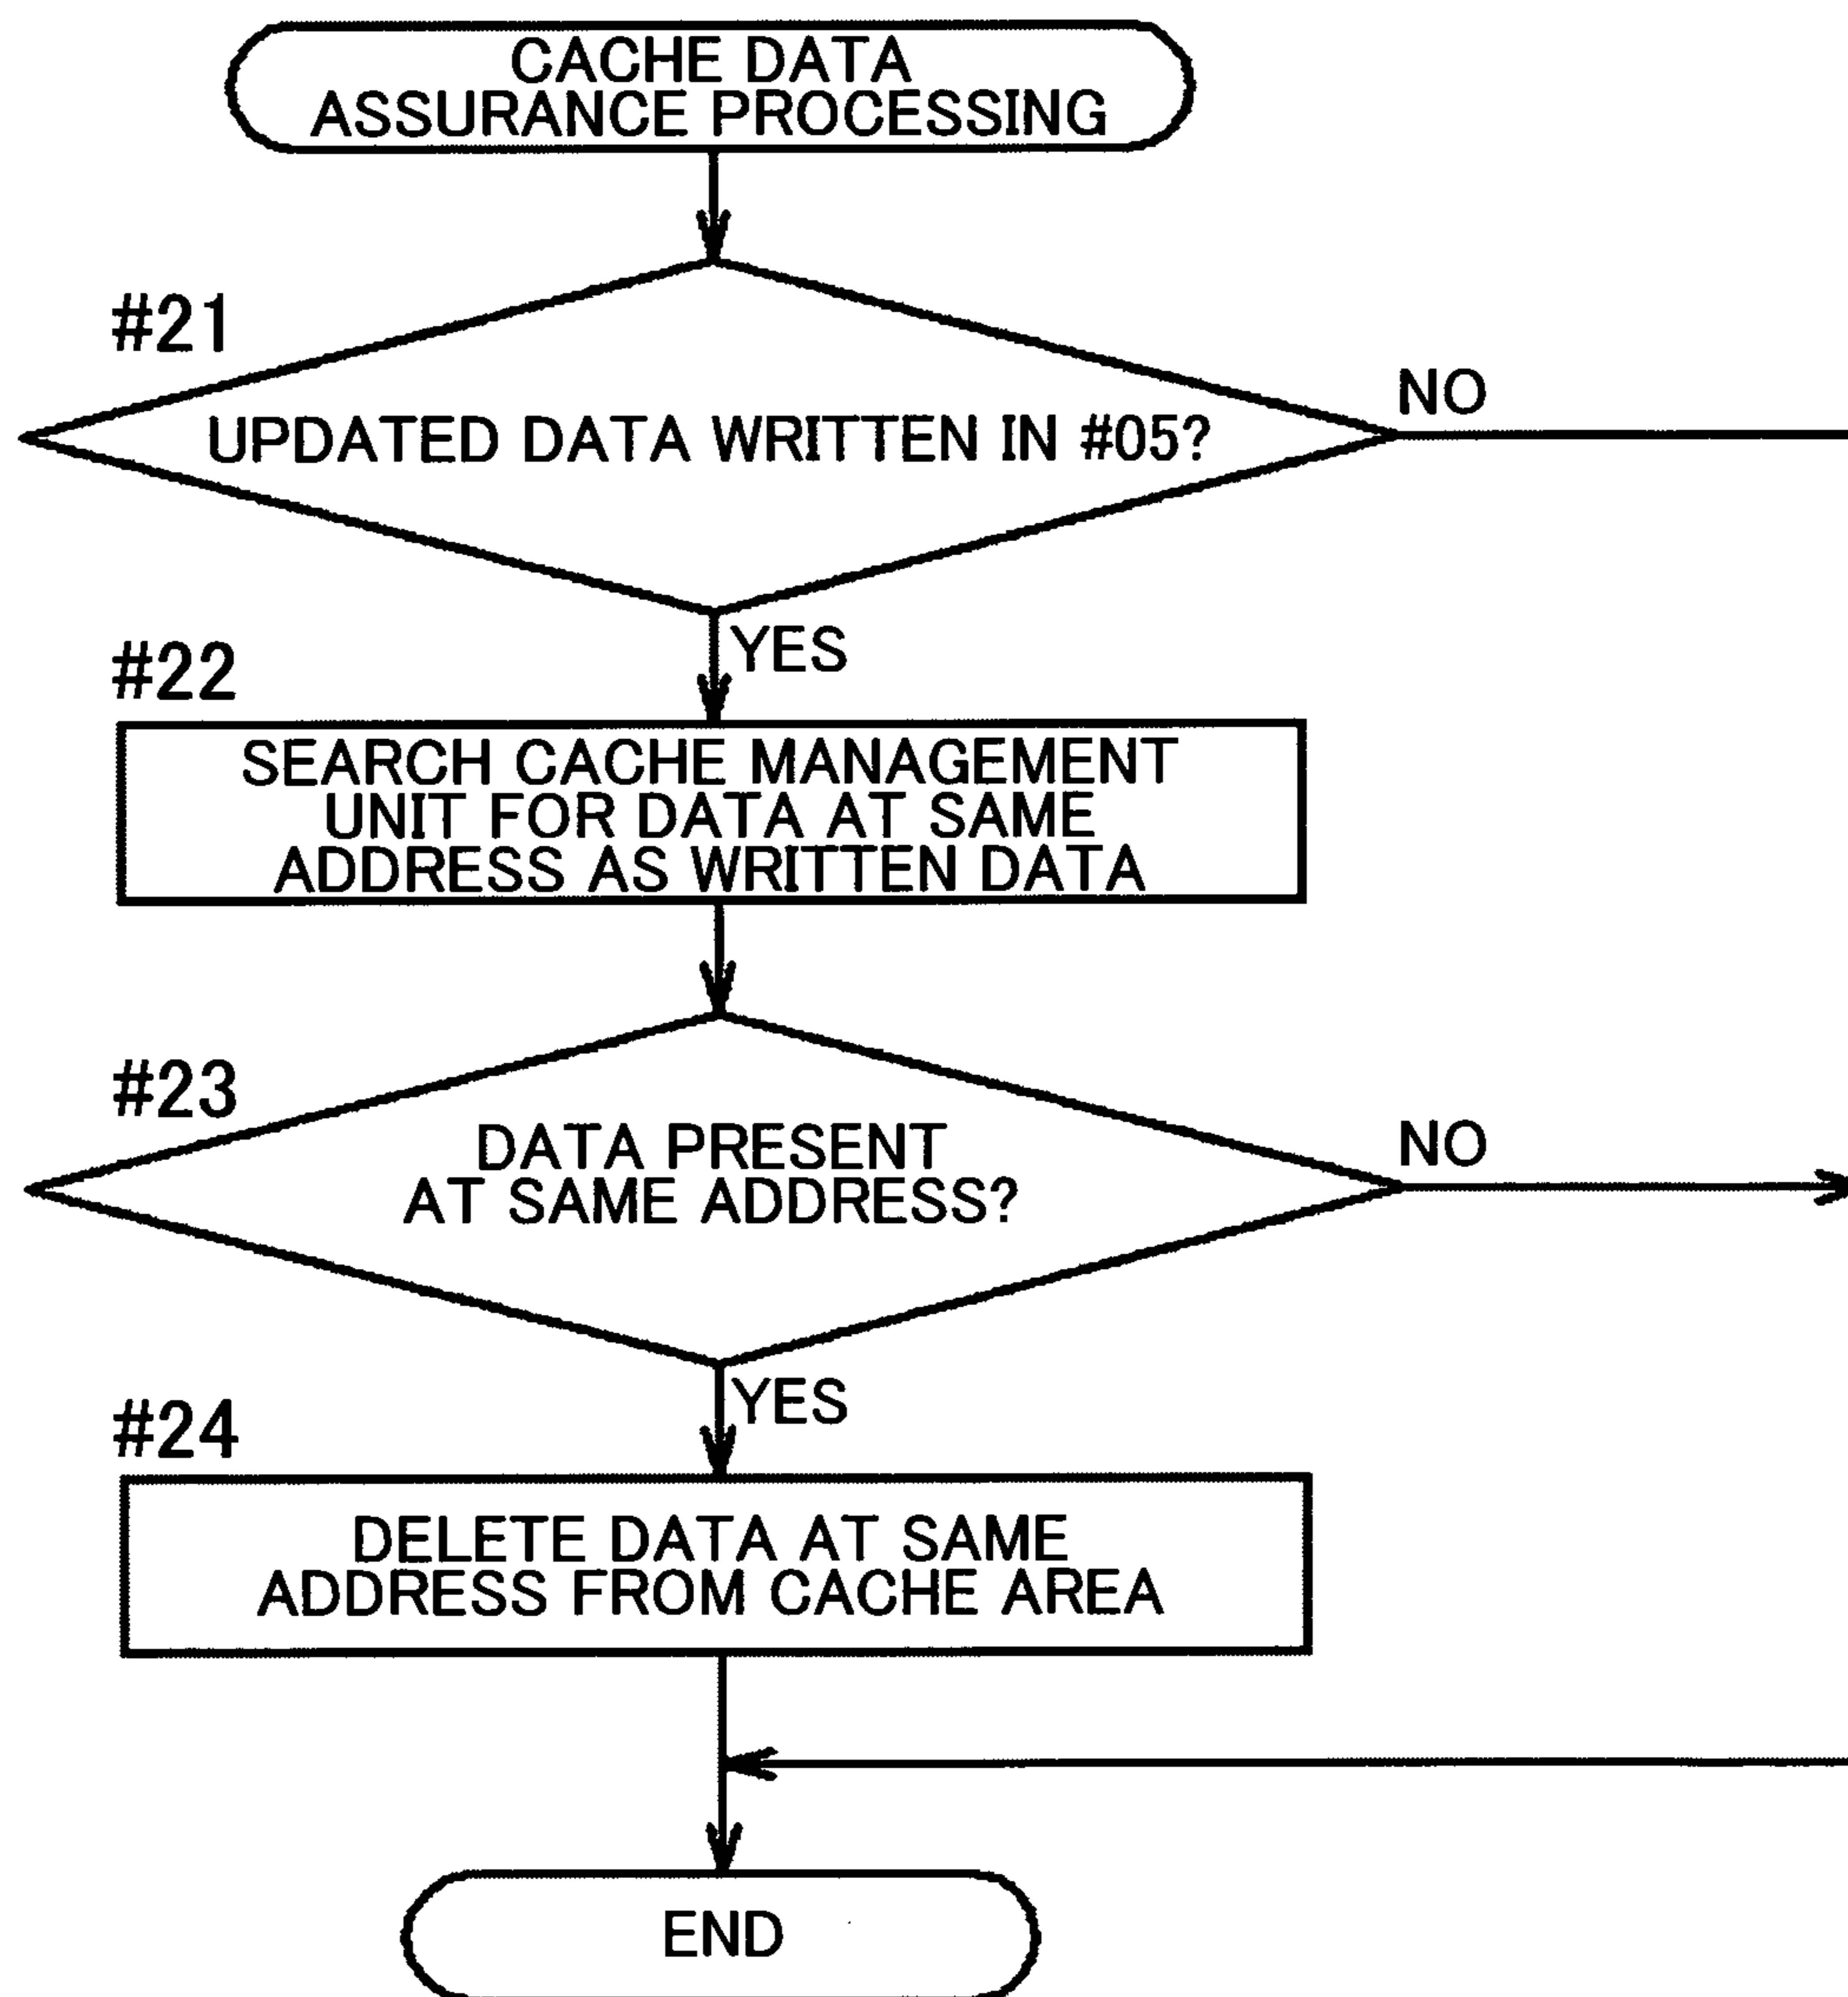 CACHE DATA
ASSURANCE PROCESSING
#21
UPDATED DATA WRITTEN IN #05?
NO
YES
#22
SEARCH CACHE MANAGEMENT
UNIT FOR DATA AT SAME
ADDRESS AS WRITTEN DATA
#23
DATA PRESENT
AT SAME ADDRESS?
NO
YES
#24
DELETE DATA AT SAME
ADDRESS FROM CACHE AREA
END